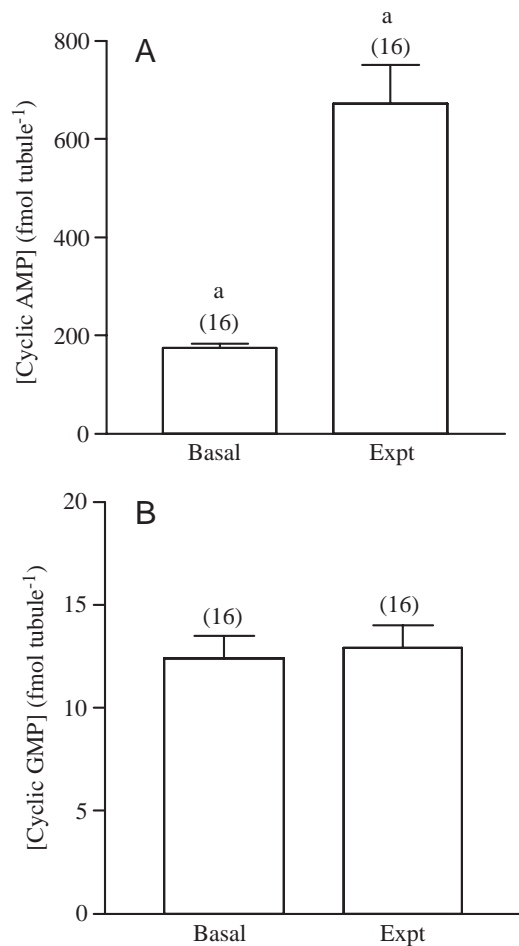 A
a
(16)
800
600
400
200
0
[Cyclic AMP] (fmol tubule⁻¹)
a
(16)
Basal
Expt
B
20
15
10
5
0
[Cyclic GMP] (fmol tubule⁻¹)
(16)
(16)
Basal
Expt